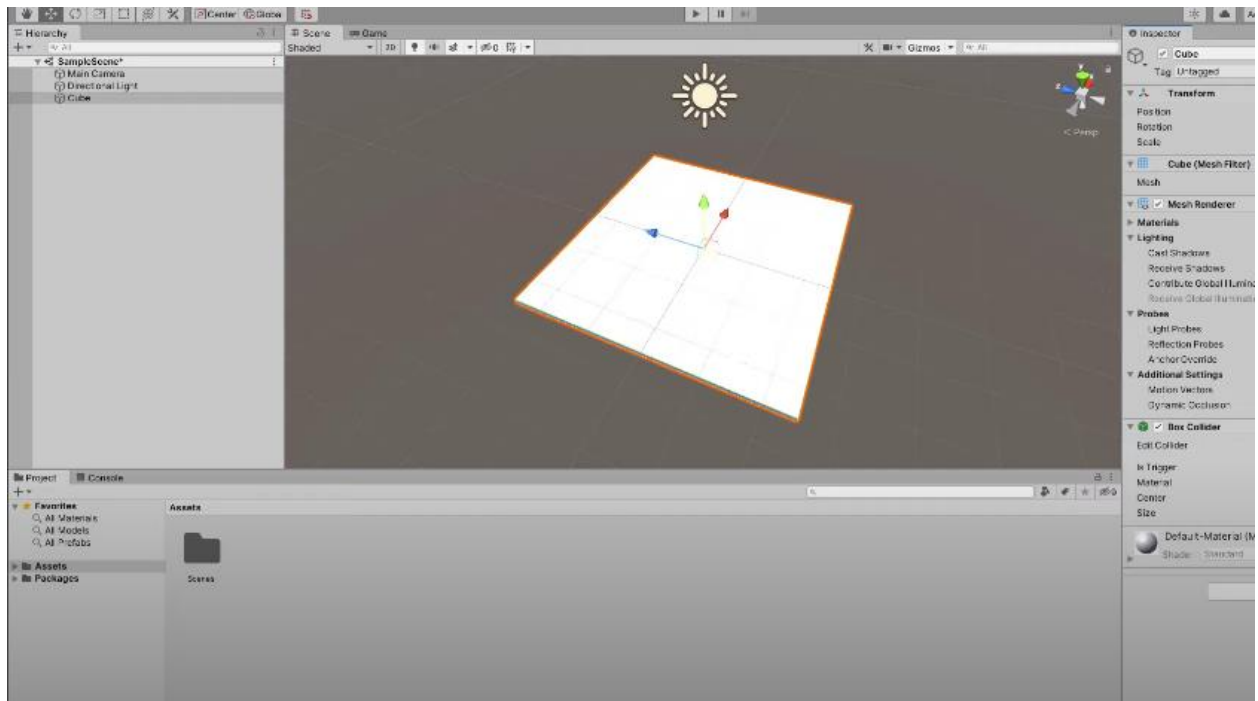 Center Global
Hierarchy
All
SampleScene*
Main Camera
Directional Light
Cube
Scene Game
Shaded 2D 0 Gizmos All
y
z
< Persp
Inspector
Cube
Tag Untagged
Transform
Position
Rotation
Scale
Cube (Mesh Filter)
Mesh
Mesh Renderer
Materials
Lighting
Cast Shadows
Receive Shadows
Contribute Global Illumina
Receive Global Illuminati
Probes
Light Probes
Reflection Probes
Anchor Override
Additional Settings
Motion Vectors
Dynamic Occlusion
Box Collider
Edit Collider
Is Trigger
Material
Center
Size
Default-Material (M
Shader Standard
Project Console
Favorites
All Materials
All Models
All Prefabs
Assets
Packages
Assets
Scenes